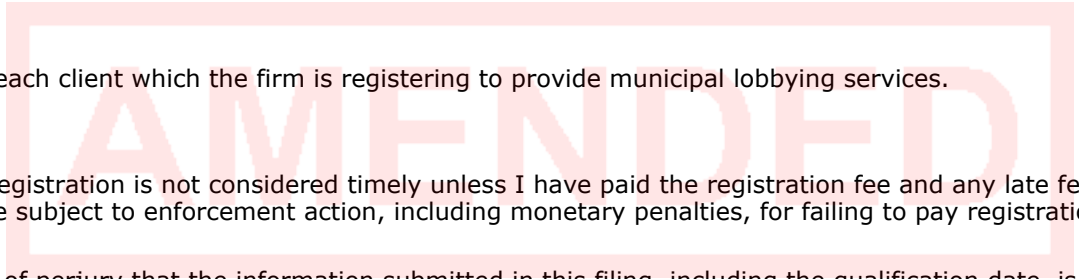 each client which the firm is registering to provide municipal lobbying services.
AMENDED
egistration is not considered timely unless I have paid the registration fee and any late fe
e subject to enforcement action, including monetary penalties, for failing to pay registrati
of perjury that the information submitted in this filing, including the qualification date, is